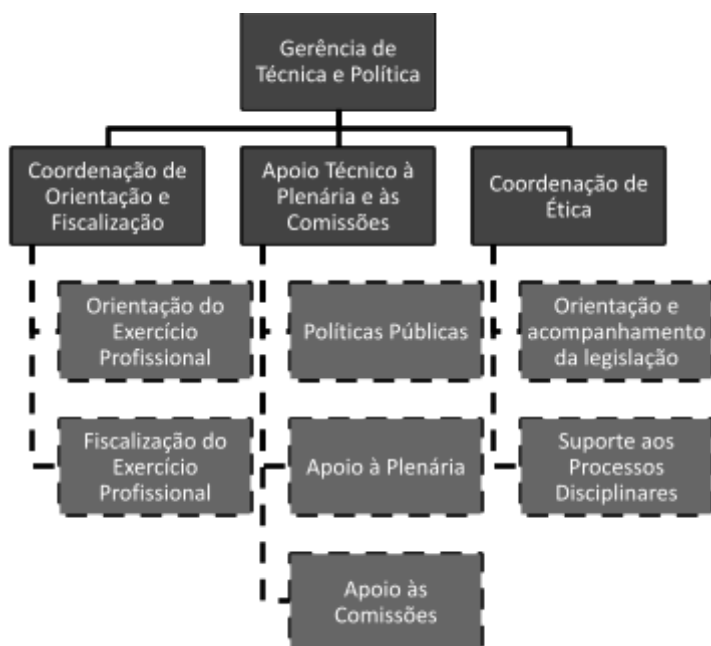 Gerência de
Técnica e Política
Coordenação de
Orientação e
Fiscalização
Apoio Técnico à
Plenária e às
Comissões
Coordenação de
Ética
Orientação do
Exercício
Profissional
Políticas Públicas
Orientação e
acompanhamento
da legislação
Fiscalização do
Exercício
Profissional
Apoio à Plenária
Suporte aos
Processos
Disciplinares
Apoio às
Comissões